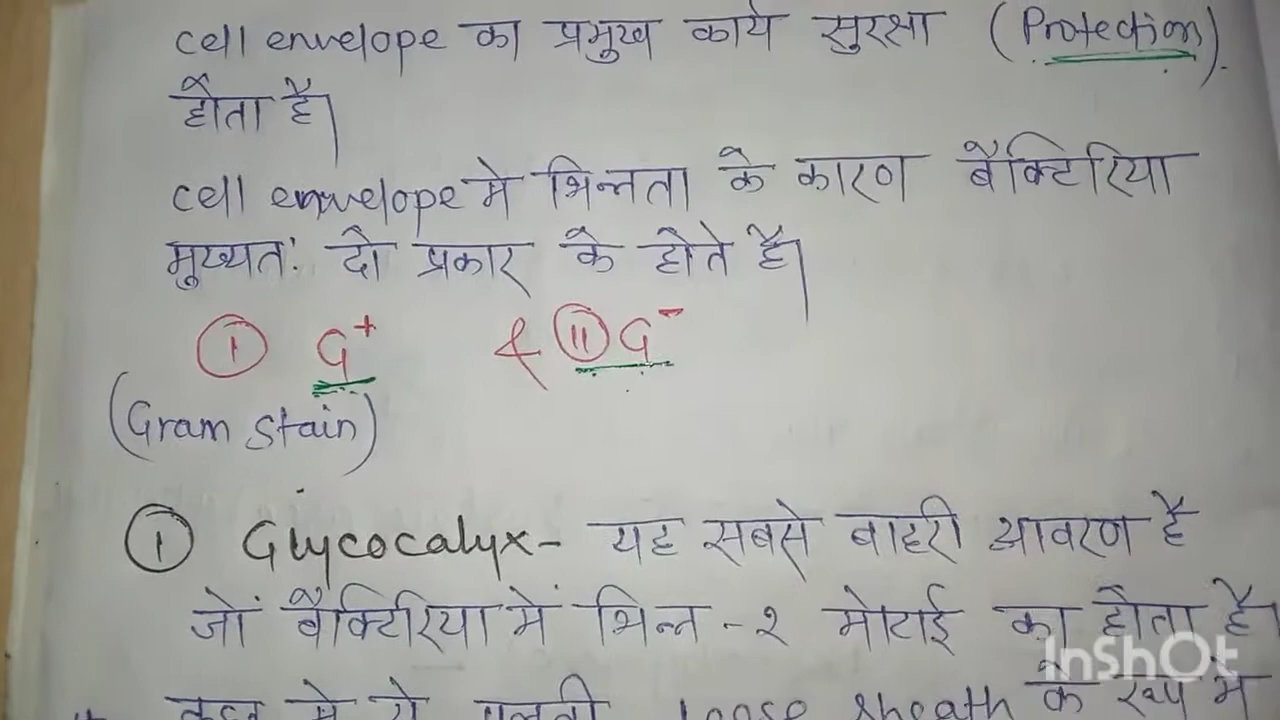 cell envelope का प्रमुख कार्य सुरक्षा (Protection)
होता है।
cell envelope मे भिन्नता के कारण बैक्टिरिया
मुख्यत: दो प्रकार के होते है।
① G⁺ & ⑪ G⁻
(Gram stain)
① Glycocalyx - यह सबसे बाहरी आवरण है
जों बैक्टिरिया में भिन्न - २ मोटाई का होता है।
InShOt
loose sheath के रूप मे